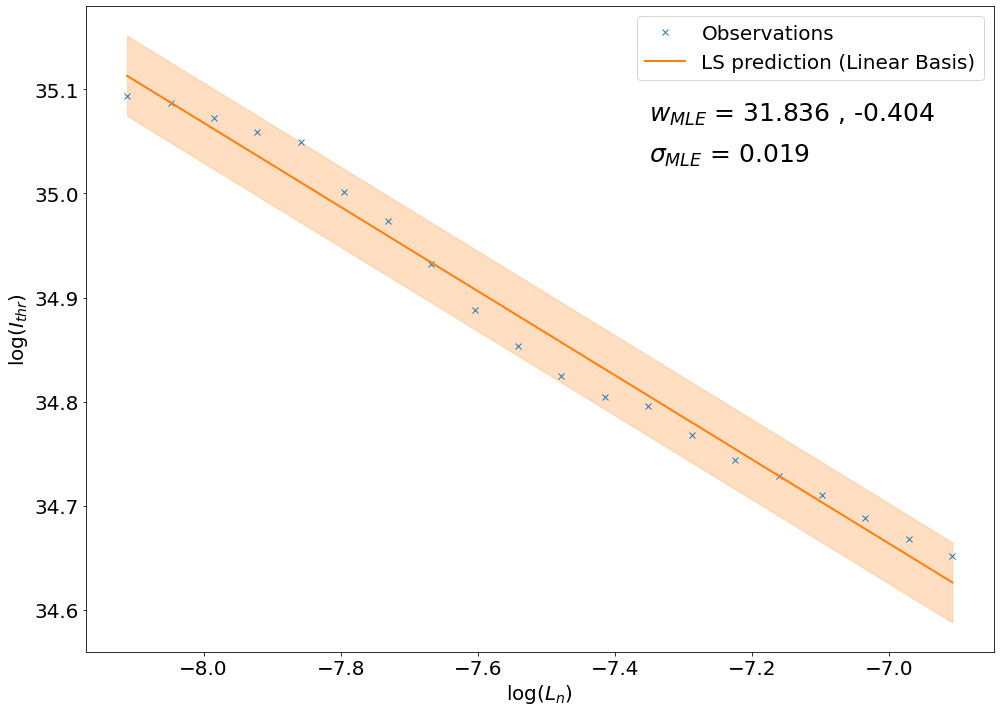 Observations
LS prediction (Linear Basis)
w_MLE = 31.836 , -0.404
σ_MLE = 0.019
35.1
35.0
34.9
34.8
34.7
34.6
log(I_thr)
−8.0 −7.8 −7.6 −7.4 −7.2 −7.0
log(L_n)